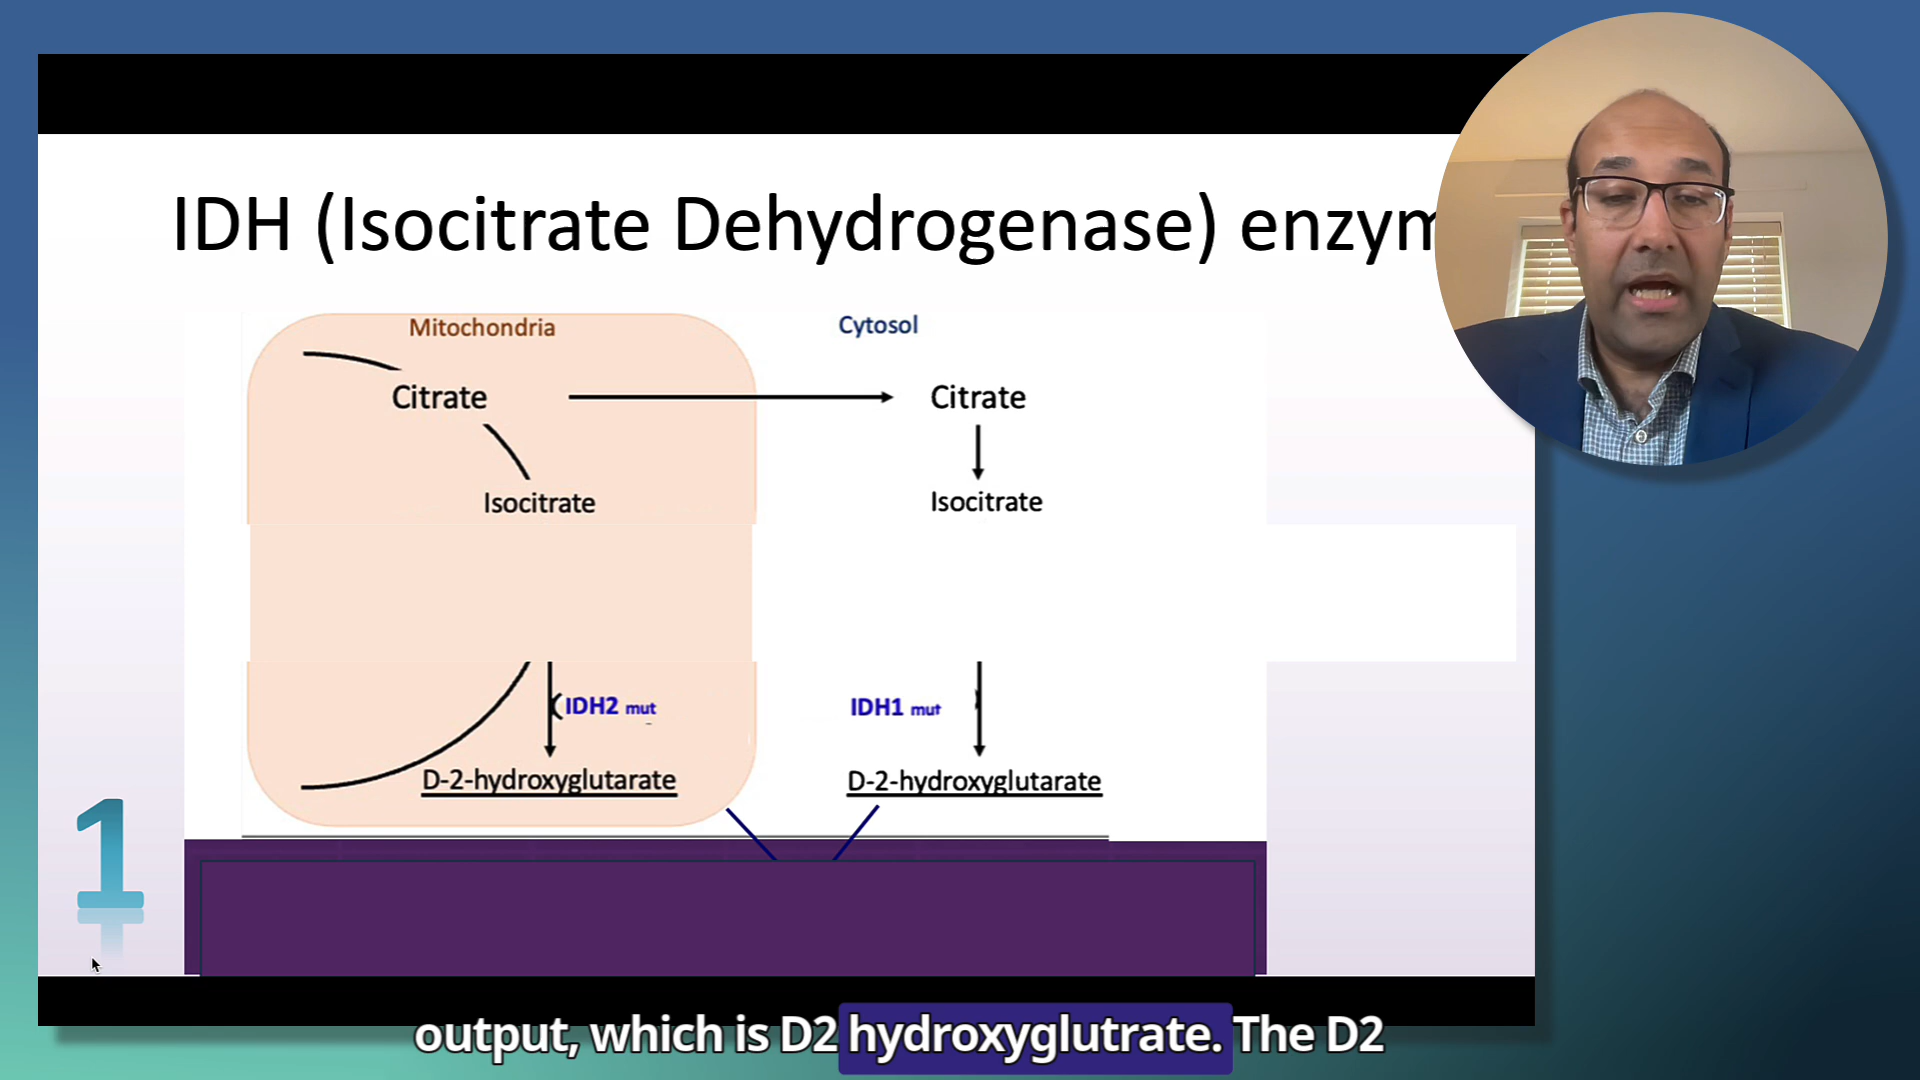 IDH (Isocitrate Dehydrogenase) enzym
Mitochondria
Cytosol
Citrate
Citrate
Isocitrate
Isocitrate
IDH2 mut
IDH1 mut
D-2-hydroxyglutarate
D-2-hydroxyglutarate
1
output, which is D2 hydroxyglutrate. The D2